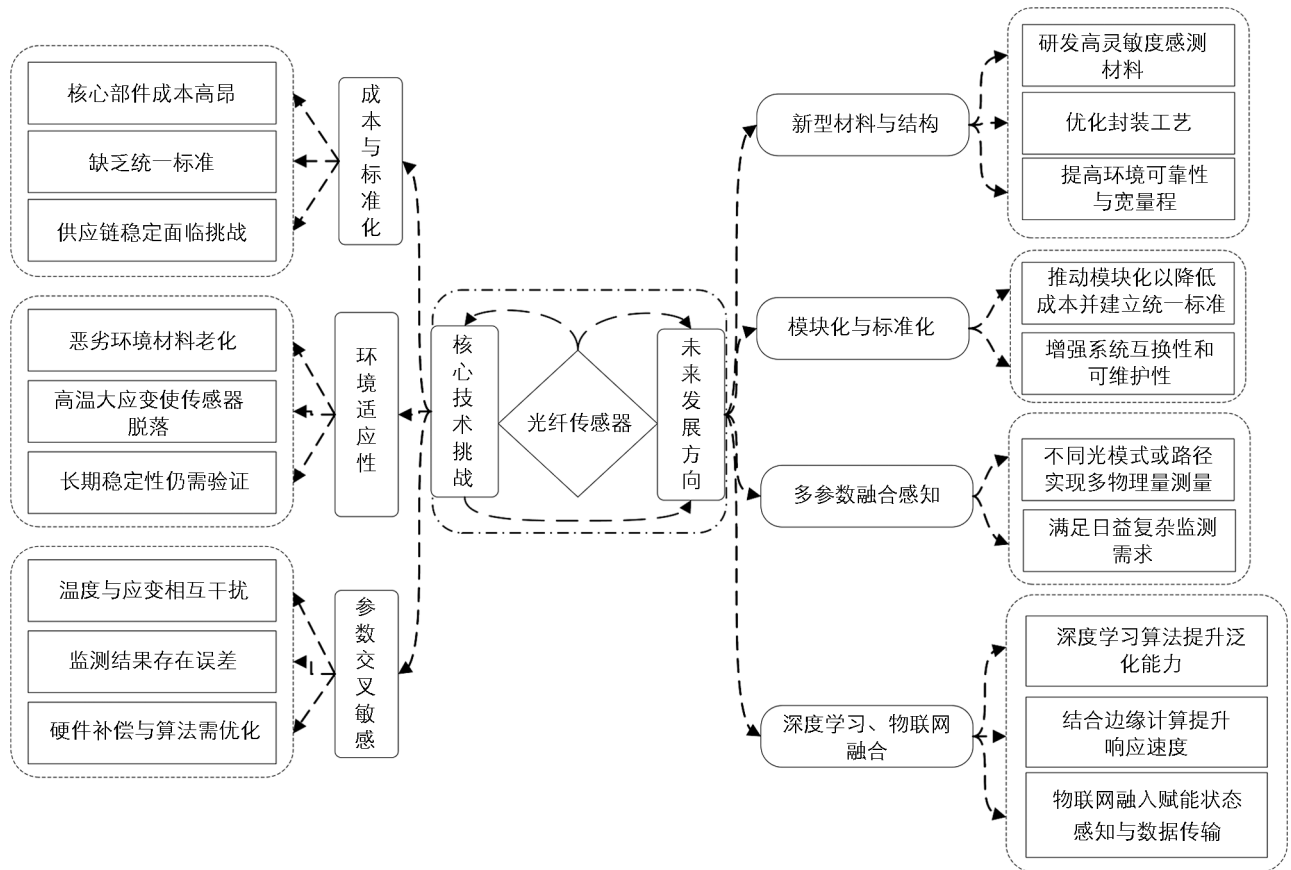 核心部件成本高昂
缺乏统一标准
供应链稳定面临挑战
成本与标准化
恶劣环境材料老化
高温大应变使传感器
脱落
长期稳定性仍需验证
环境适应性
温度与应变相互干扰
监测结果存在误差
硬件补偿与算法需优化
参数交叉敏感
核心技术挑战
光纤传感器
未来发展方向
新型材料与结构
研发高灵敏度感测
材料
优化封装工艺
提高环境可靠性
与宽量程
模块化与标准化
推动模块化以降低
成本并建立统一标准
增强系统互换性和
可维护性
多参数融合感知
不同光模式或路径
实现多物理量测量
满足日益复杂监测
需求
深度学习、物联网
融合
深度学习算法提升泛
化能力
结合边缘计算提升
响应速度
物联网融入赋能状态
感知与数据传输